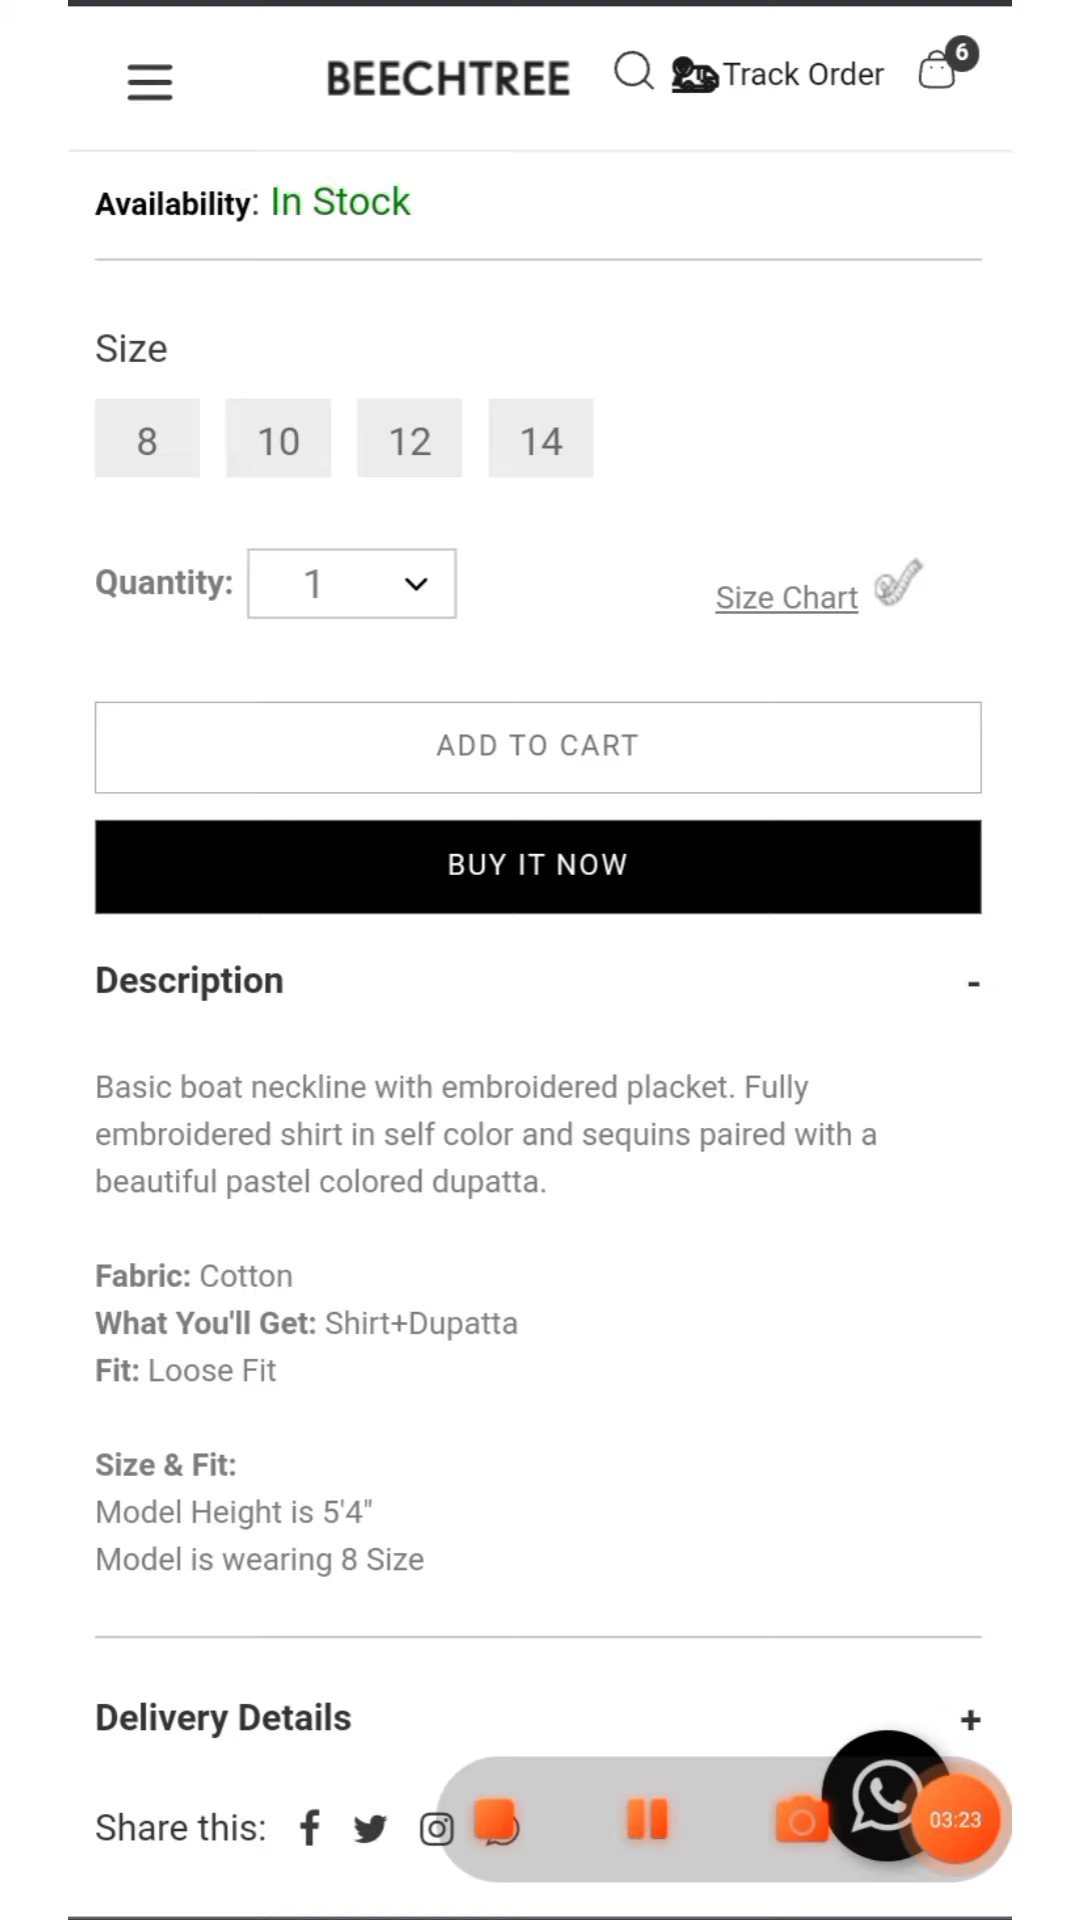 BEECHTREE
Track Order
6
Availability: In Stock
Size
8 10 12 14
Quantity: 1
Size Chart
ADD TO CART
BUY IT NOW
Description -
Basic boat neckline with embroidered placket. Fully
embroidered shirt in self color and sequins paired with a
beautiful pastel colored dupatta.
Fabric: Cotton
What You'll Get: Shirt+Dupatta
Fit: Loose Fit
Size & Fit:
Model Height is 5'4"
Model is wearing 8 Size
Delivery Details +
Share this:
03:23